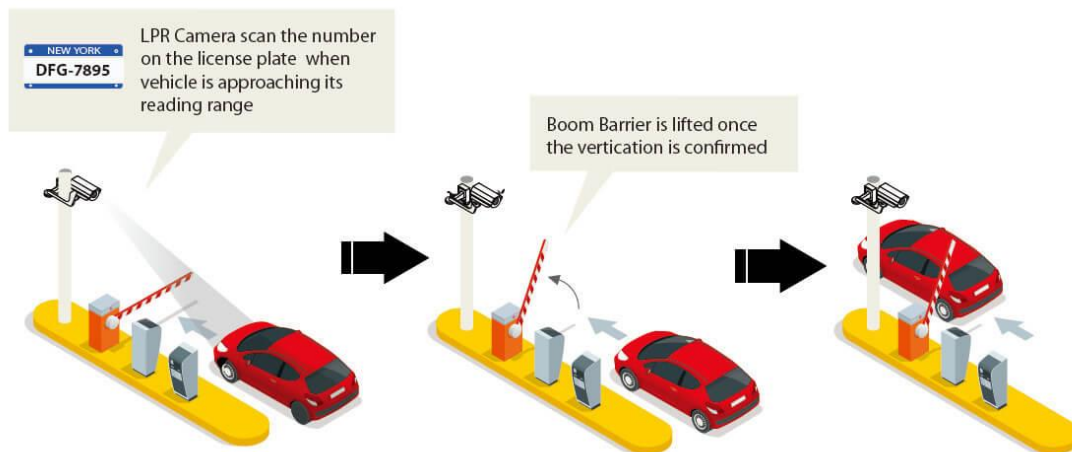 NEW YORK
DFG-7895
LPR Camera scan the number
on the license plate when
vehicle is approaching its
reading range
Boom Barrier is lifted once
the vertication is confirmed